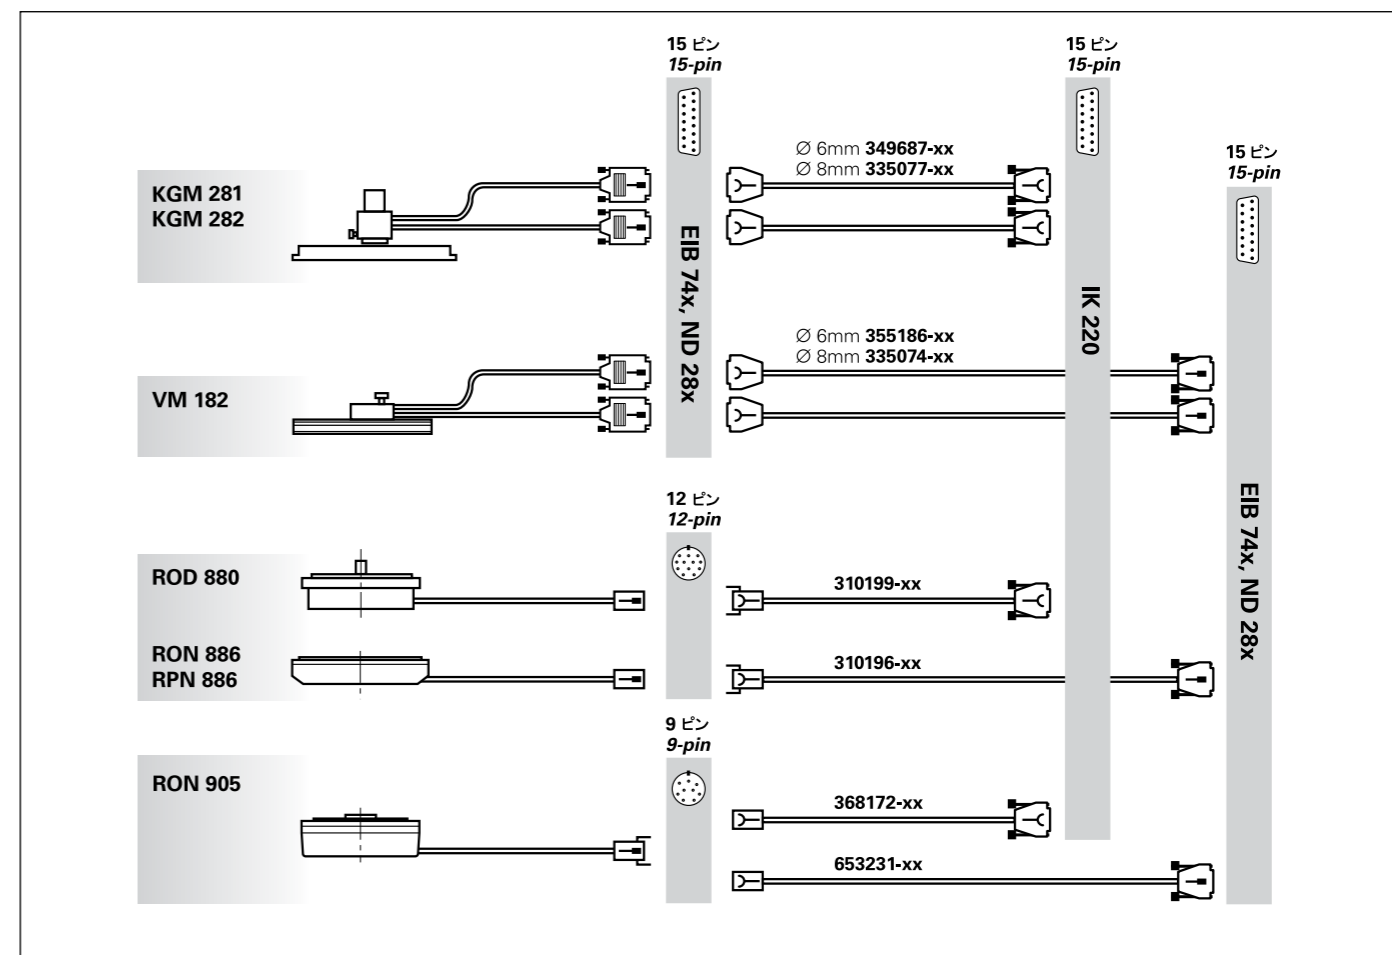 15 ピン
15-pin
15 ピン
15-pin
15 ピン
15-pin
KGM 281
KGM 282
Ø 6mm 349687-xx
Ø 8mm 335077-xx
EIB 74x, ND 28x
IK 220
VM 182
Ø 6mm 355186-xx
Ø 8mm 335074-xx
EIB 74x, ND 28x
12 ピン
12-pin
ROD 880
310199-xx
RON 886
RPN 886
310196-xx
9 ピン
9-pin
RON 905
368172-xx
653231-xx